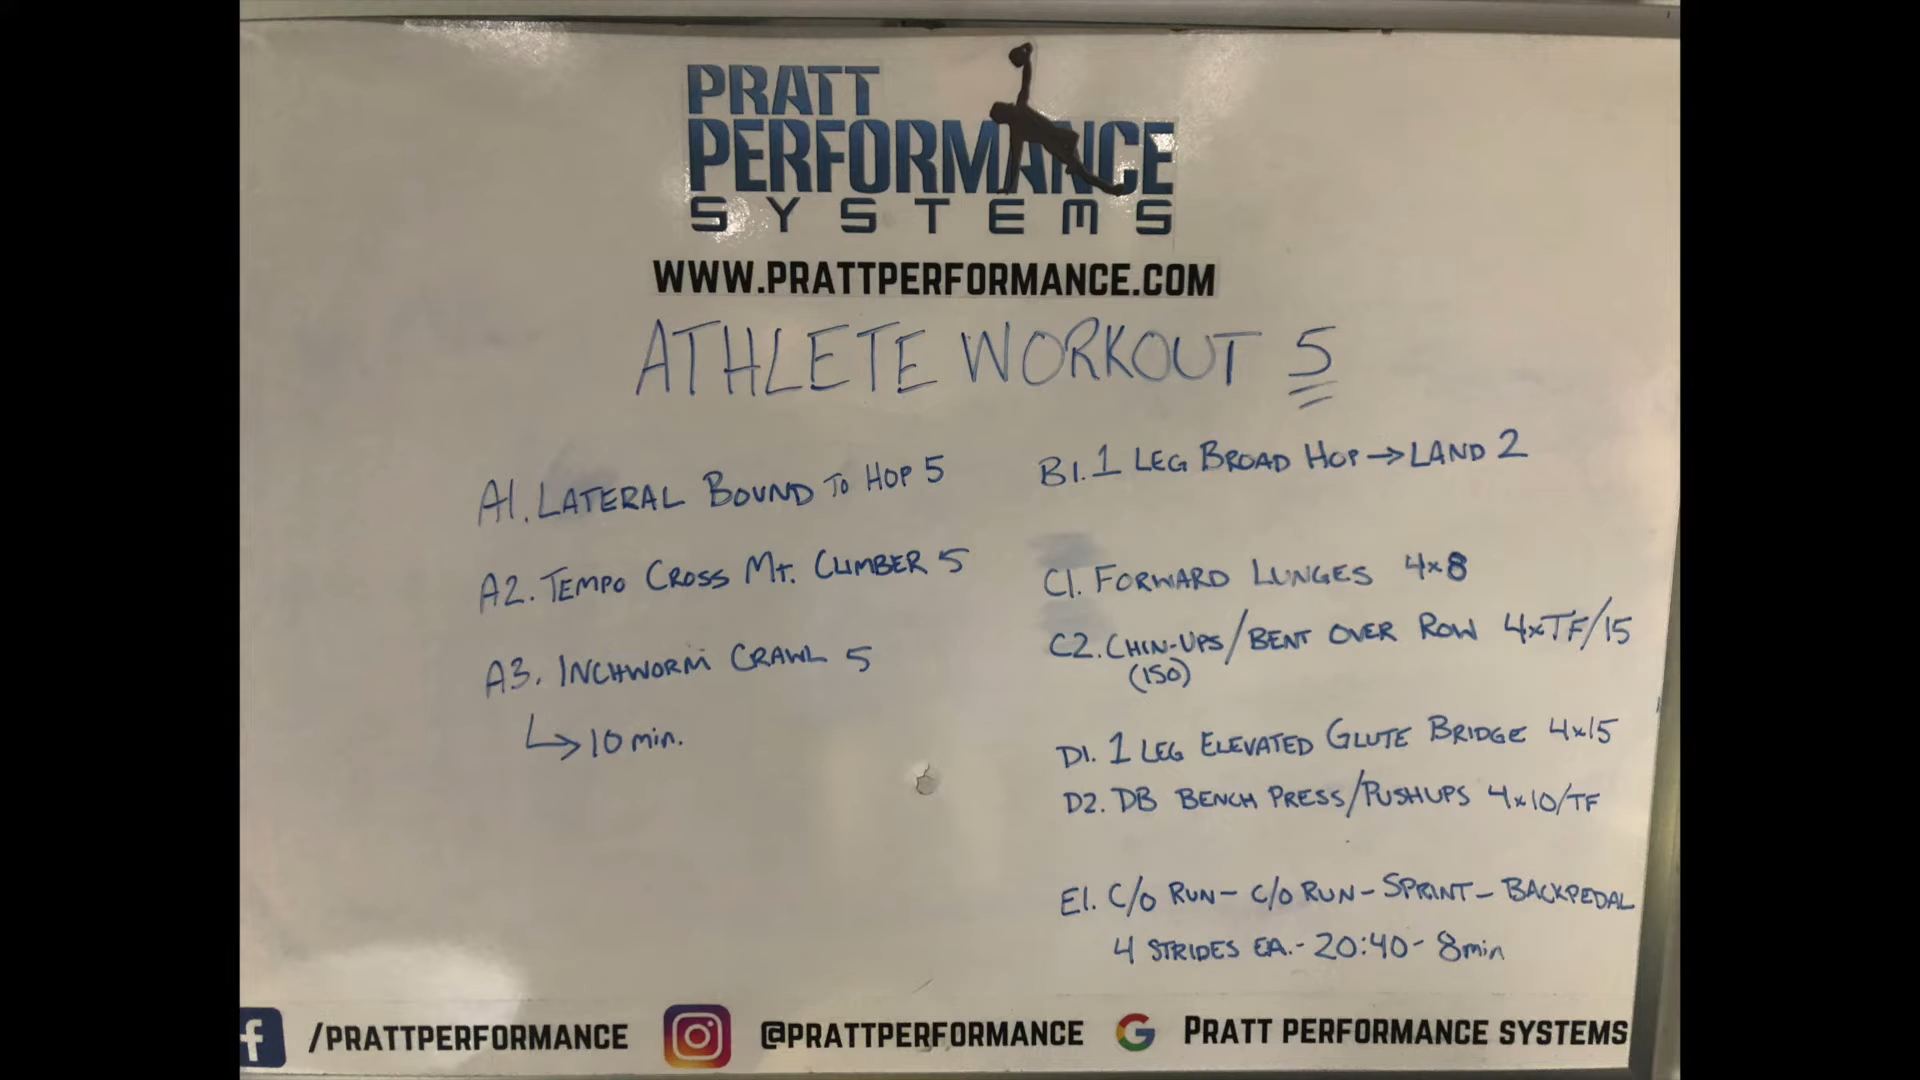 PRATT
PERFORMANCE
SYSTEMS
WWW.PRATTPERFORMANCE.COM
ATHLETE WORKOUT 5
A1. LATERAL BOUND TO HOP 5
A2. TEMPO CROSS MT. CLIMBER 5
A3. INCHWORM CRAWL 5
↳ 10 min.
B1. 1 LEG BROAD HOP → LAND 2
C1. FORWARD LUNGES 4x8
C2. CHIN-UPS/BENT OVER ROW 4xTF/15
(ISO)
D1. 1 LEG ELEVATED GLUTE BRIDGE 4x15
D2. DB BENCH PRESS/PUSHUPS 4x10/TF
E1. C/O RUN - C/O RUN - SPRINT - BACKPEDAL
4 STRIDES EA. - 20:40 - 8min
f /PRATTPERFORMANCE @PRATTPERFORMANCE G PRATT PERFORMANCE SYSTEMS